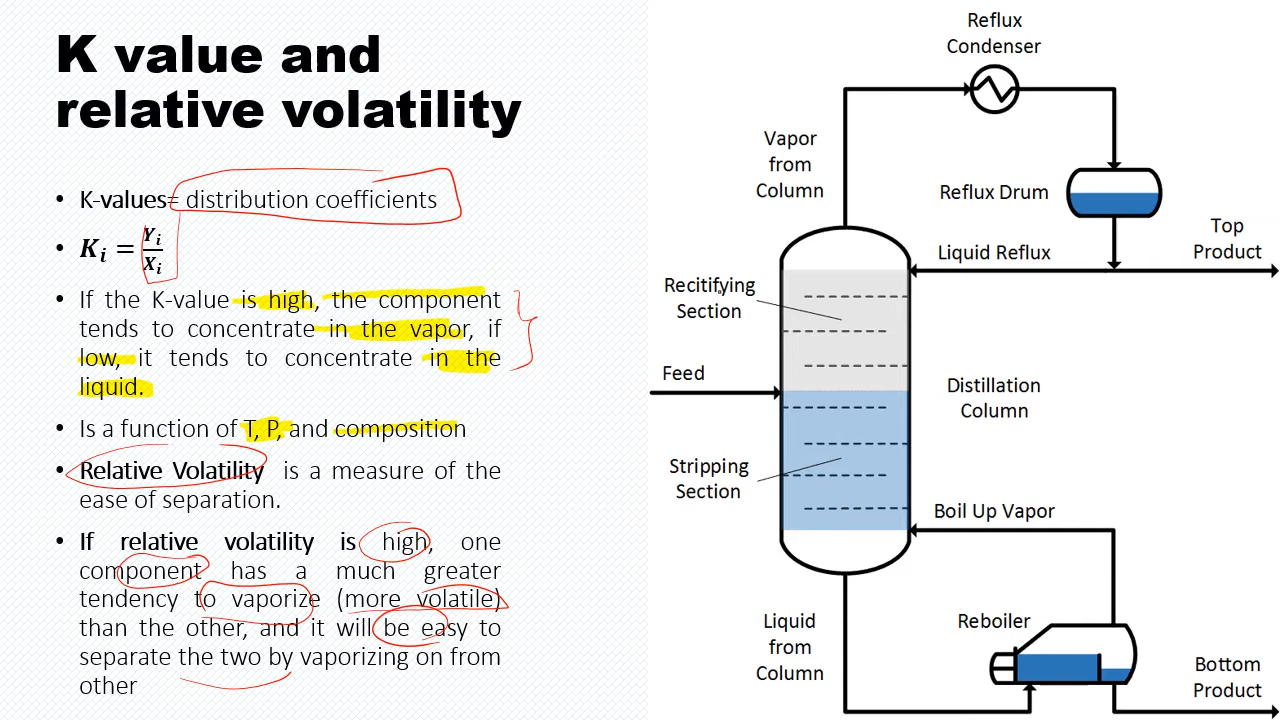 K value and
relative volatility
• K-values= distribution coefficients
• Kᵢ = Yᵢ/Xᵢ
• If the K-value is high, the component
tends to concentrate in the vapor, if
low, it tends to concentrate in the
liquid.
• Is a function of T, P, and composition
• Relative Volatility is a measure of the
ease of separation.
• If relative volatility is high, one
component has a much greater
tendency to vaporize (more volatile)
than the other, and it will be easy to
separate the two by vaporizing on from
other
Reflux
Condenser
Vapor
from
Column
Reflux Drum
Top
Product
Liquid Reflux
Recitifying
Section
Feed
Distillation
Column
Stripping
Section
Boil Up Vapor
Liquid
from
Column
Reboiler
Bottom
Product